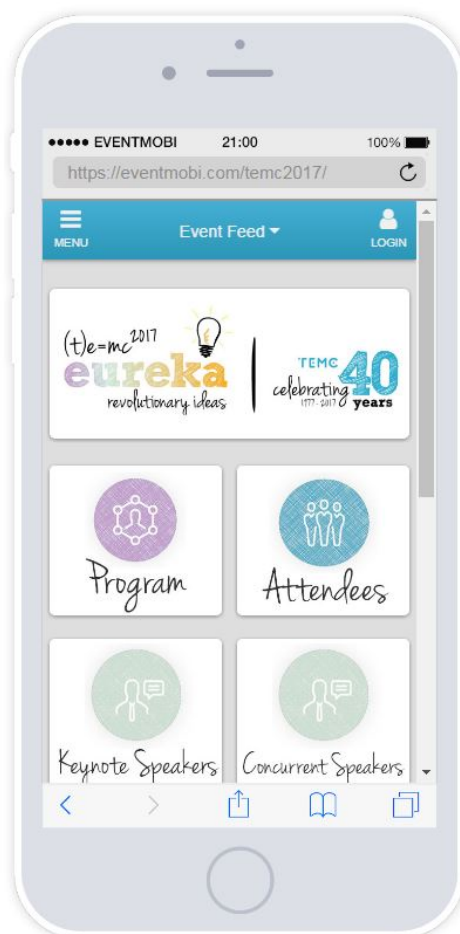 ●●●●● EVENTMOBI 21:00 100%
https://eventmobi.com/temc2017/
MENU Event Feed LOGIN
(t)e=mc2017
eureka
revolutionary ideas
TEMC 40
celebrating
1977 - 2017 years
Program Attendees
Keynote Speakers Concurrent Speakers